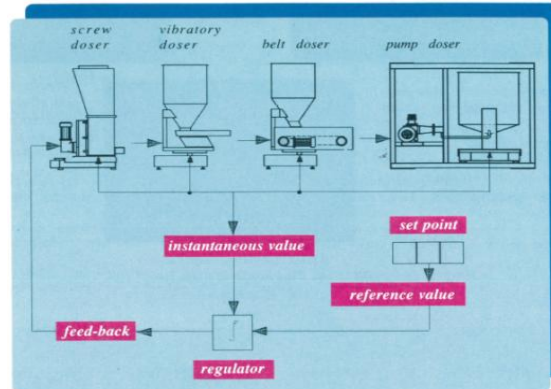 screw
doser
vibratory
doser
belt doser
pump doser
set point
instantaneous value
reference value
feed-back
regulator